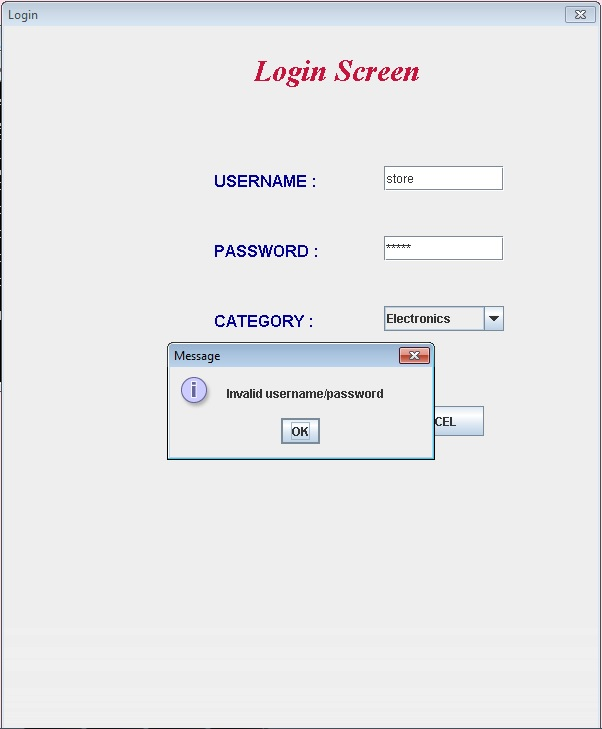 Login
Login Screen
USERNAME : store
PASSWORD : *****
CATEGORY : Electronics
Message
Invalid username/password
OK
CEL